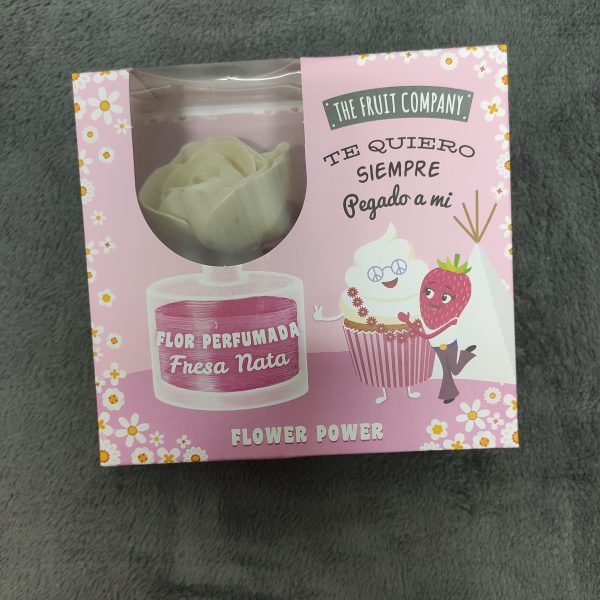 THE FRUIT COMPANY
TE QUIERO
SIEMPRE
Pegado a mi
FLOR PERFUMADA
Fresa Nata
FLOWER POWER